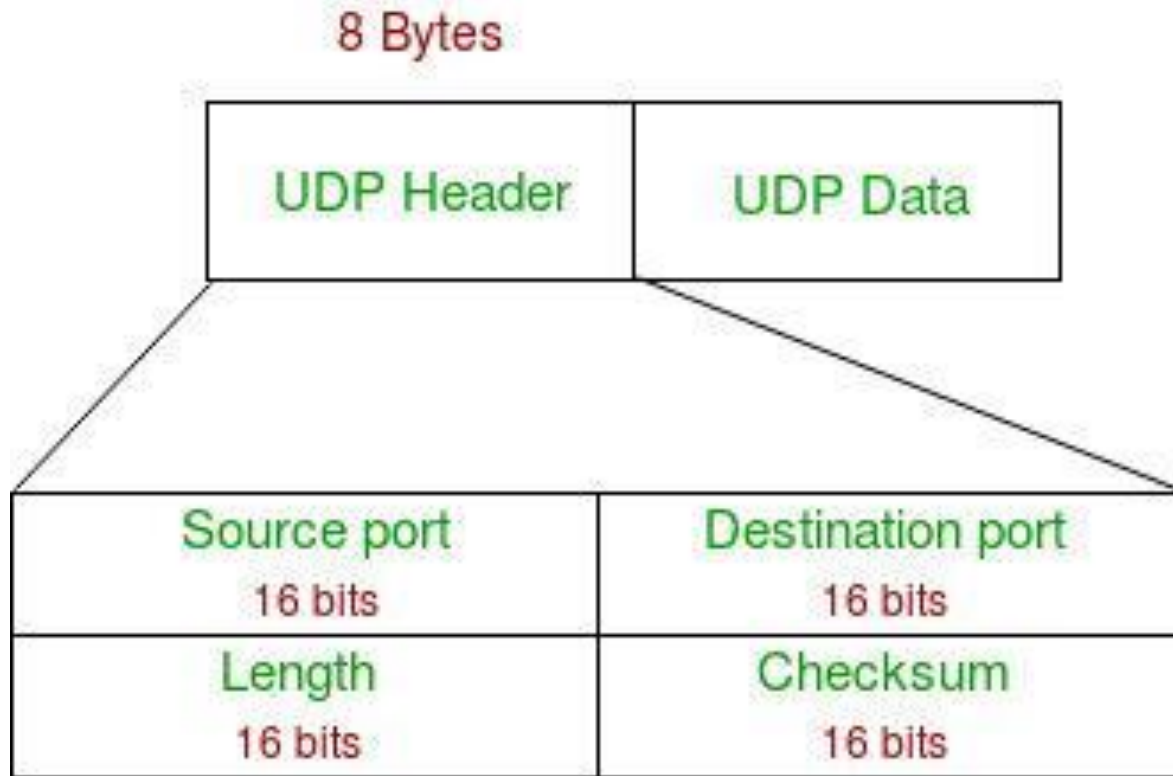 8 Bytes
UDP Header
UDP Data
Source port
16 bits
Destination port
16 bits
Length
16 bits
Checksum
16 bits